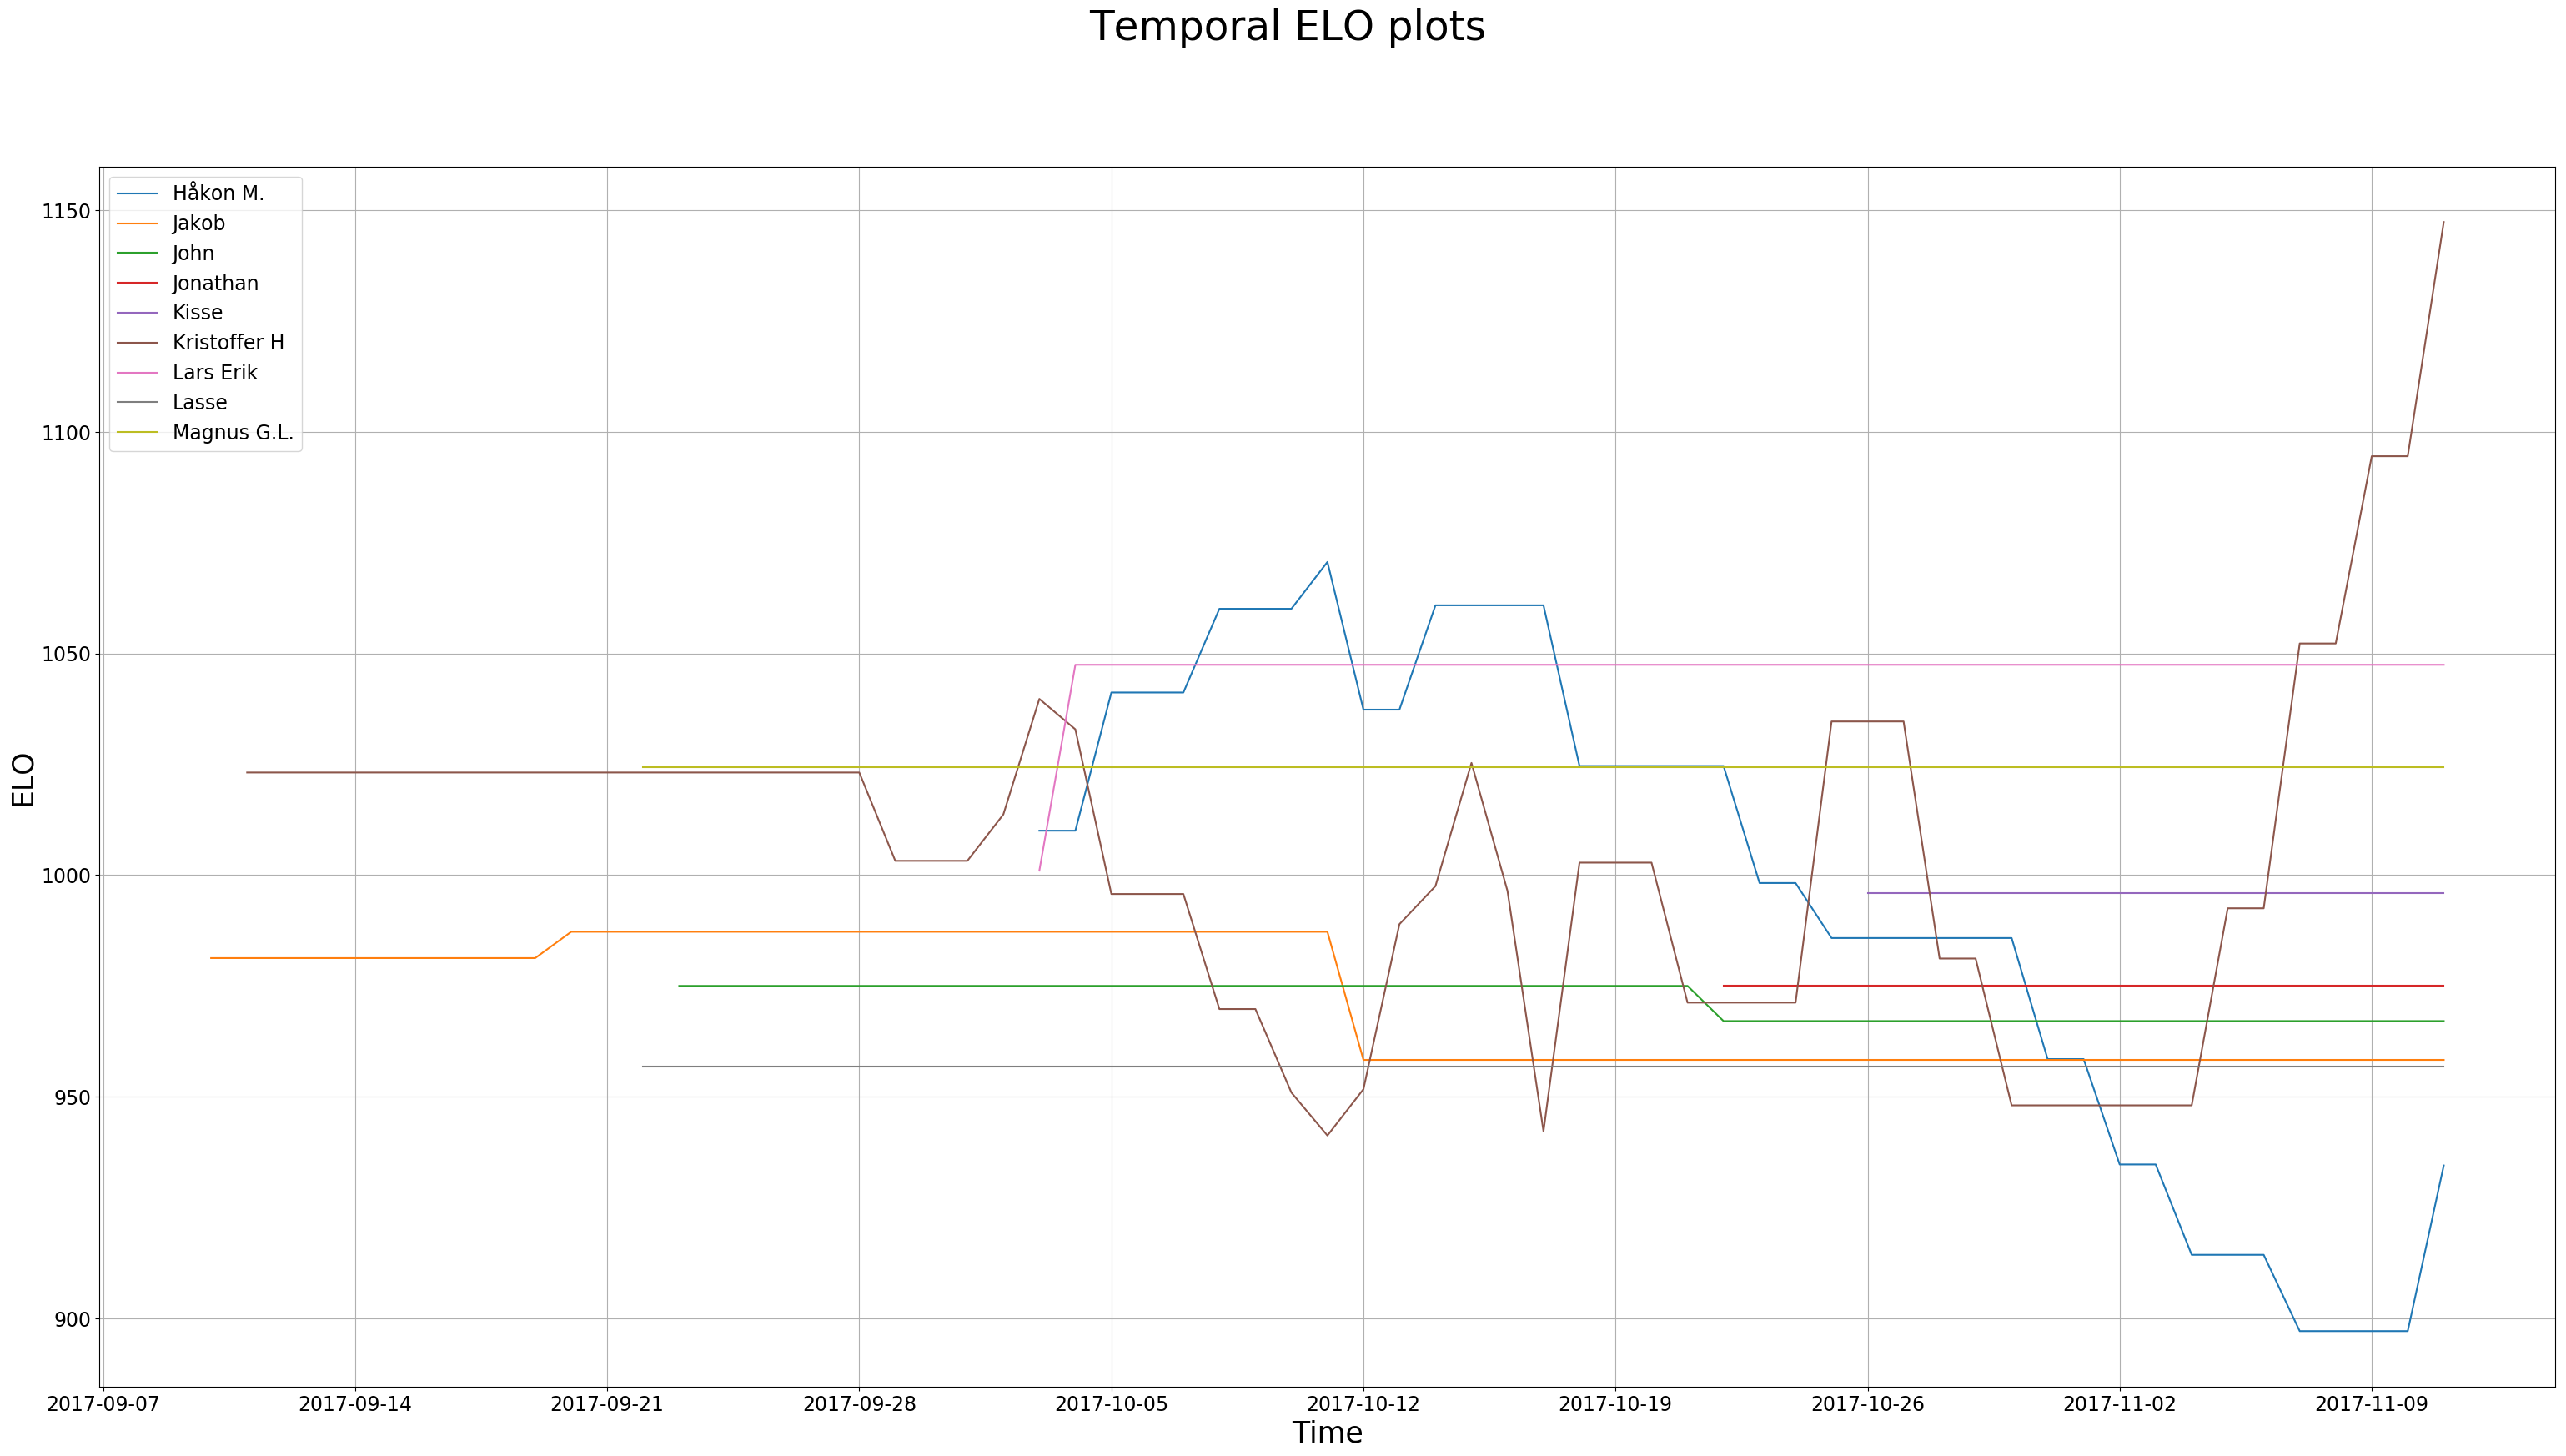 Temporal ELO plots
Håkon M.
Jakob
John
Jonathan
Kisse
Kristoffer H
Lars Erik
Lasse
Magnus G.L.
1150
1100
1050
1000
950
900
ELO
2017-09-07 2017-09-14 2017-09-21 2017-09-28 2017-10-05 2017-10-12 2017-10-19 2017-10-26 2017-11-02 2017-11-09
Time